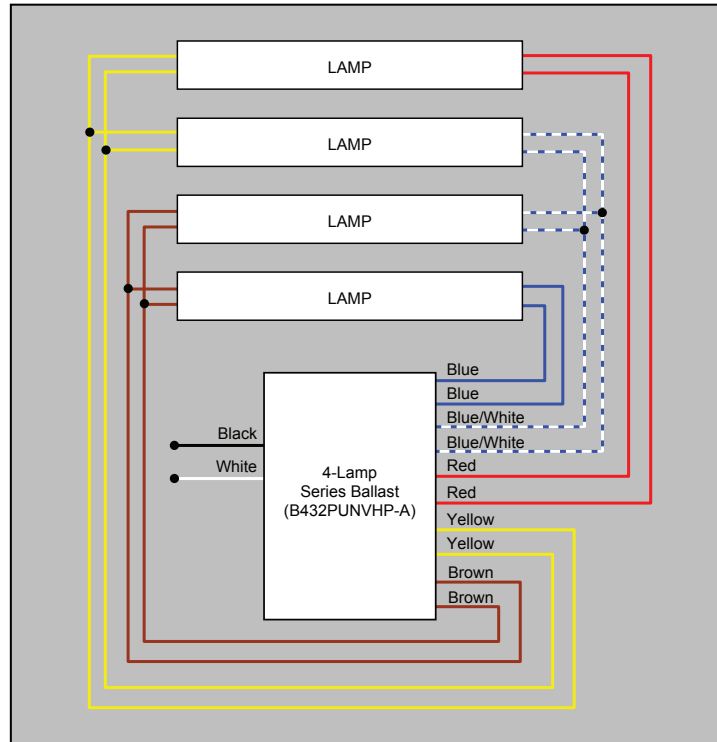 LAMP
LAMP
LAMP
LAMP
Blue
Blue
Blue/White
Blue/White
Red
Red
Yellow
Yellow
Brown
Brown
Black
White
4-Lamp
Series Ballast
(B432PUNVHP-A)